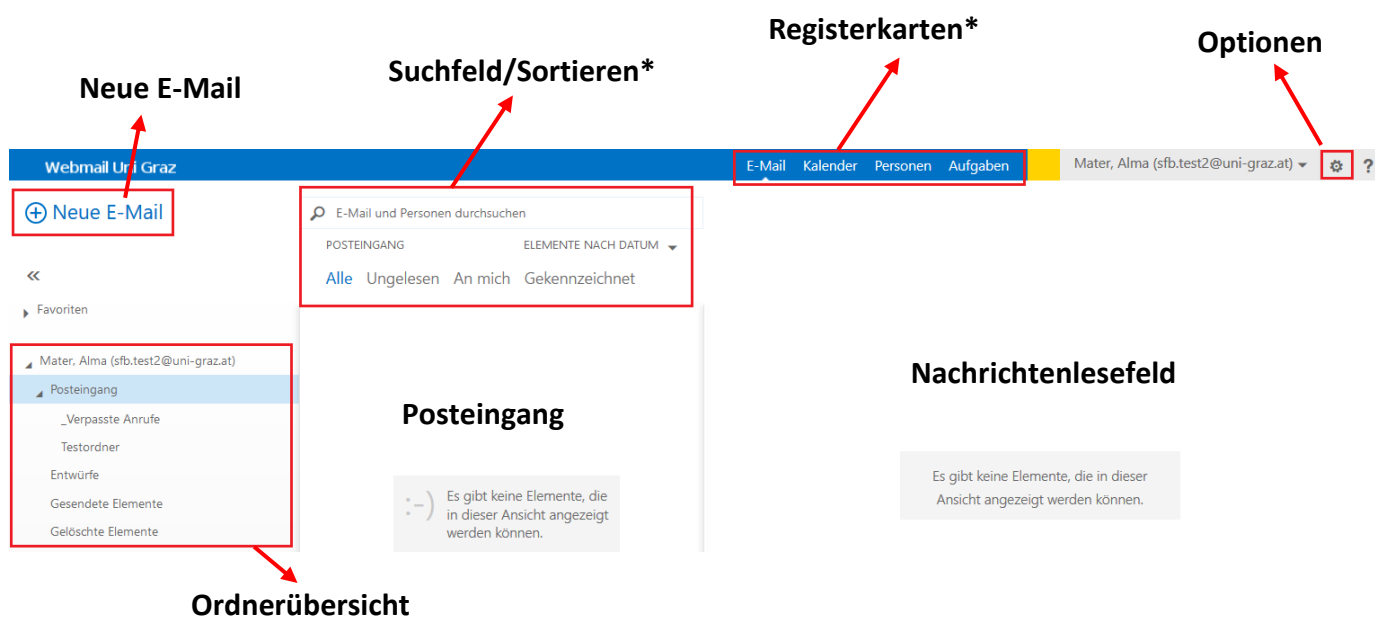 Registerkarten*
Optionen
Suchfeld/Sortieren*
Neue E-Mail
Webmail Uni Graz
E-Mail Kalender Personen Aufgaben
Mater, Alma (sfb.test2@uni-graz.at)
?
Neue E-Mail
E-Mail und Personen durchsuchen
POSTEINGANG ELEMENTE NACH DATUM
Alle Ungelesen An mich Gekennzeichnet
«
Favoriten
Mater, Alma (sfb.test2@uni-graz.at)
Posteingang
_Verpasste Anrufe
Testordner
Entwürfe
Gesendete Elemente
Gelöschte Elemente
Posteingang
:-)
Es gibt keine Elemente, die
in dieser Ansicht angezeigt
werden können.
Nachrichtenlesefeld
Es gibt keine Elemente, die in dieser
Ansicht angezeigt werden können.
Ordnerübersicht